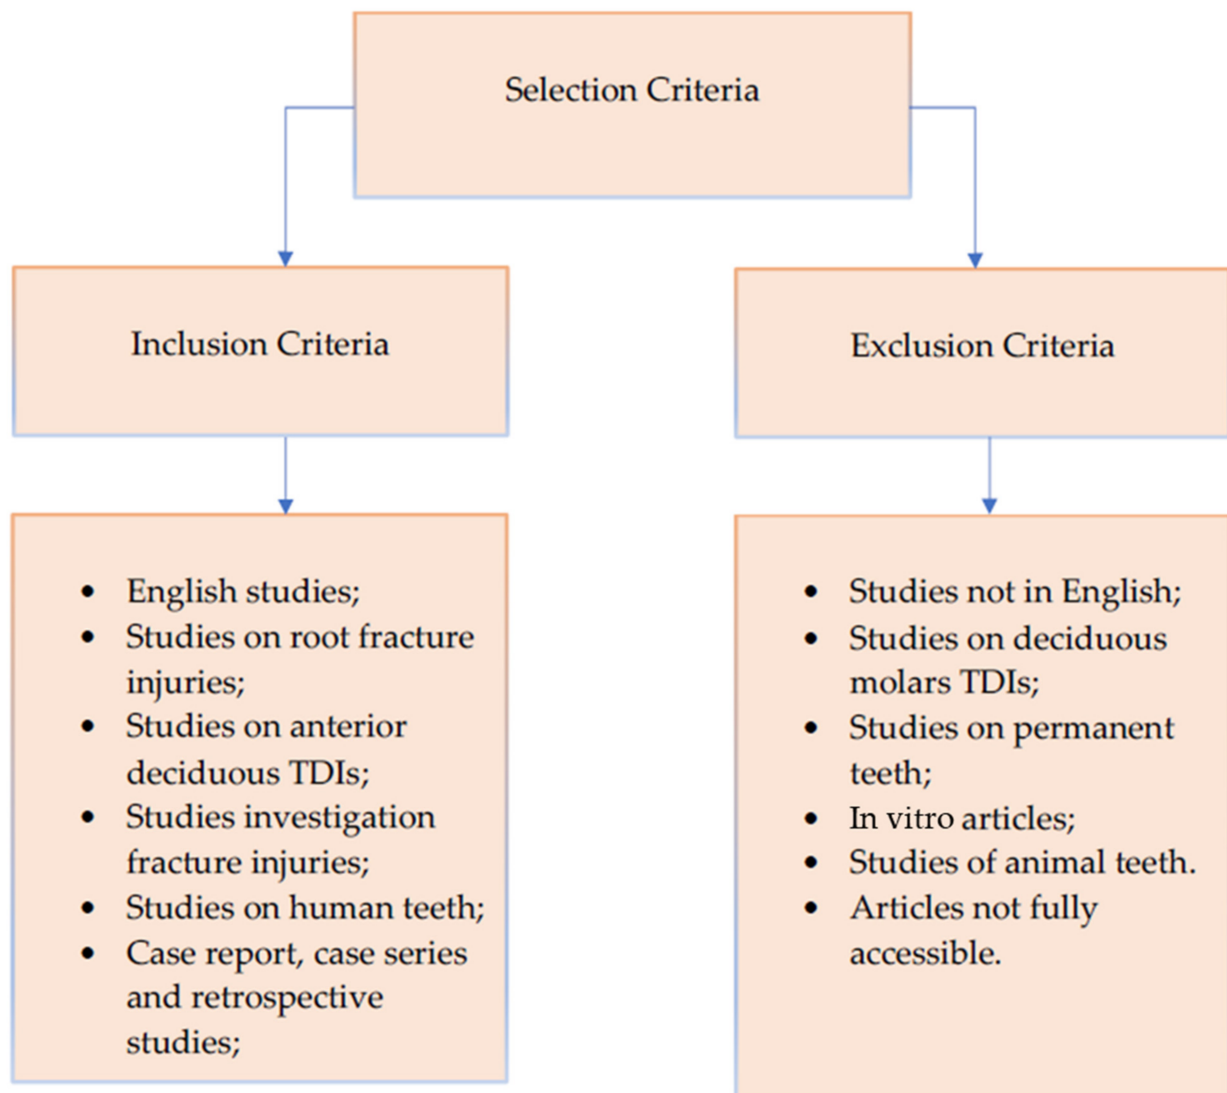 Selection Criteria
Inclusion Criteria
Exclusion Criteria
• English studies;
• Studies on root fracture
injuries;
• Studies on anterior
deciduous TDIs;
• Studies investigation
fracture injuries;
• Studies on human teeth;
• Case report, case series
and retrospective
studies;
• Studies not in English;
• Studies on deciduous
molars TDIs;
• Studies on permanent
teeth;
• In vitro articles;
• Studies of animal teeth.
• Articles not fully
accessible.